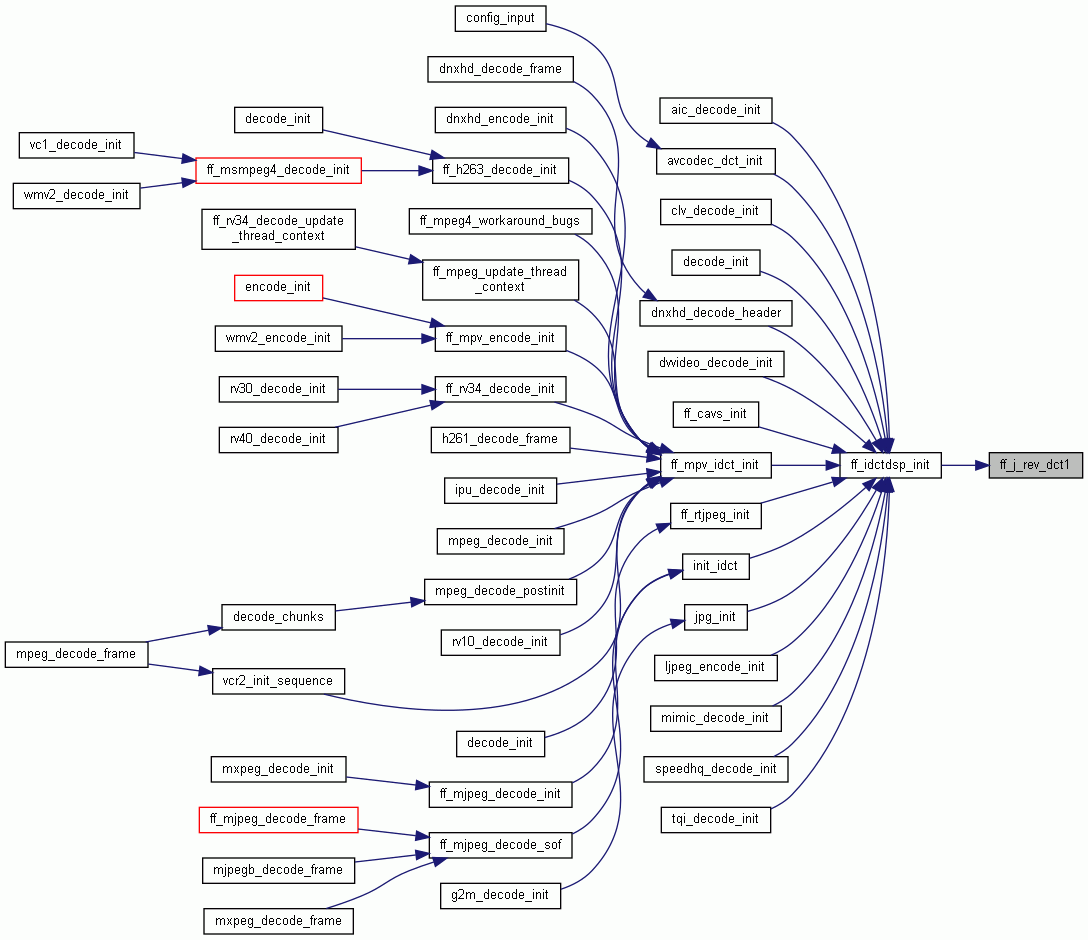 config_input
dnxhd_decode_frame
aic_decode_init
decode_init
dnxhd_encode_init
vc1_decode_init
avcodec_dct_init
ff_msmpeg4_decode_init
ff_h263_decode_init
wmv2_decode_init
clv_decode_init
ff_rv34_decode_update
_thread_context
ff_mpeg4_workaround_bugs
decode_init
ff_mpeg_update_thread
_context
encode_init
dnxhd_decode_header
wmv2_encode_init
ff_mpv_encode_init
dvvideo_decode_init
rv30_decode_init
ff_rv34_decode_init
ff_cavs_init
rv40_decode_init
h261_decode_frame
ff_mpv_idct_init
ff_idctdsp_init
ff_j_rev_dct1
ipu_decode_init
ff_rtjpeg_init
mpeg_decode_init
init_idct
mpeg_decode_postinit
decode_chunks
jpg_init
rv10_decode_init
mpeg_decode_frame
ljpeg_encode_init
vcr2_init_sequence
mimic_decode_init
decode_init
mxpeg_decode_init
speedhq_decode_init
ff_mjpeg_decode_init
ff_mjpeg_decode_frame
tqi_decode_init
ff_mjpeg_decode_sof
mjpegb_decode_frame
g2m_decode_init
mxpeg_decode_frame